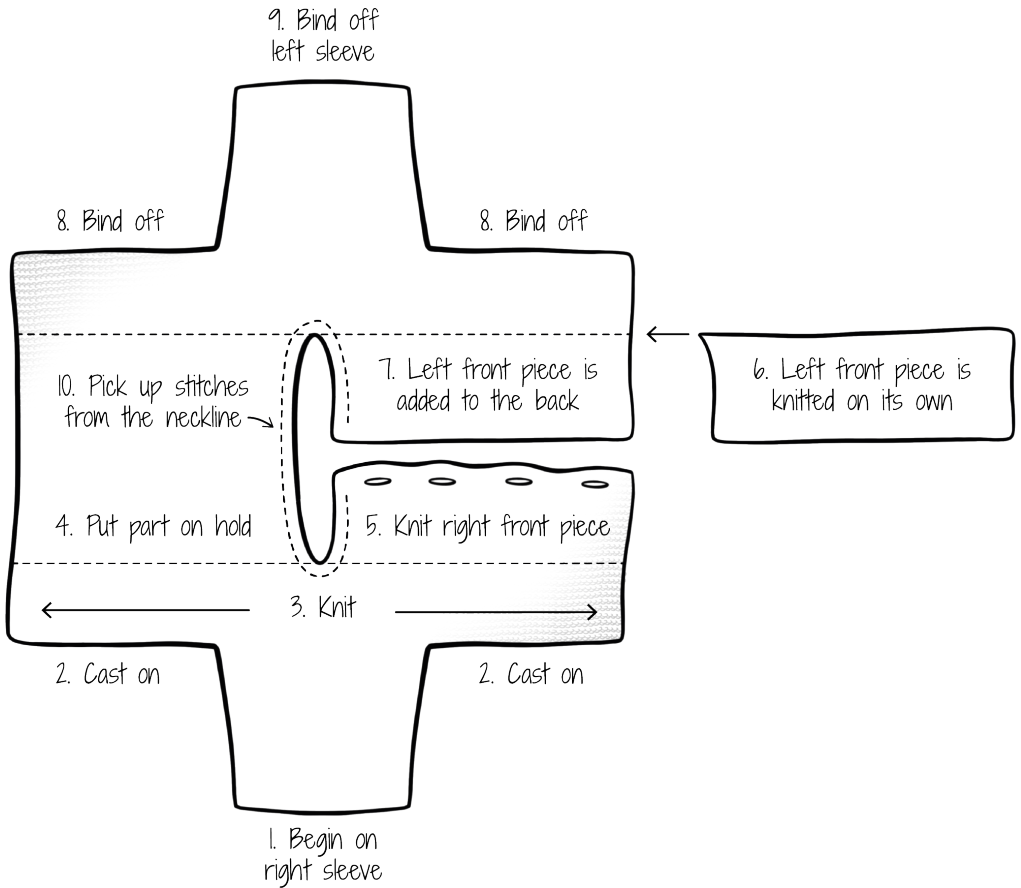 9. Bind off
left sleeve
8. Bind off
8. Bind off
10. Pick up stitches
from the neckline
7. Left front piece is
added to the back
6. Left front piece is
knitted on its own
4. Put part on hold
5. Knit right front piece
3. Knit
2. Cast on
2. Cast on
1. Begin on
right sleeve